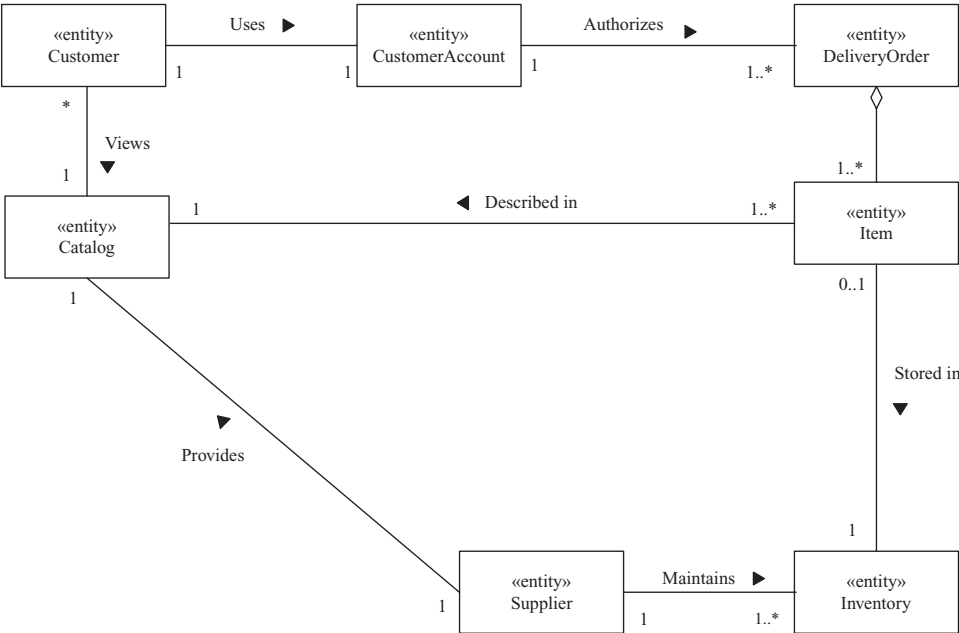 «entity»
Customer
Uses
1
1
«entity»
CustomerAccount
Authorizes
1
1..*
«entity»
DeliveryOrder
*
Views
1
1..*
«entity»
Catalog
1
Described in
1..*
«entity»
Item
1
0..1
Stored in
Provides
1
1
«entity»
Supplier
Maintains
1
1..*
«entity»
Inventory